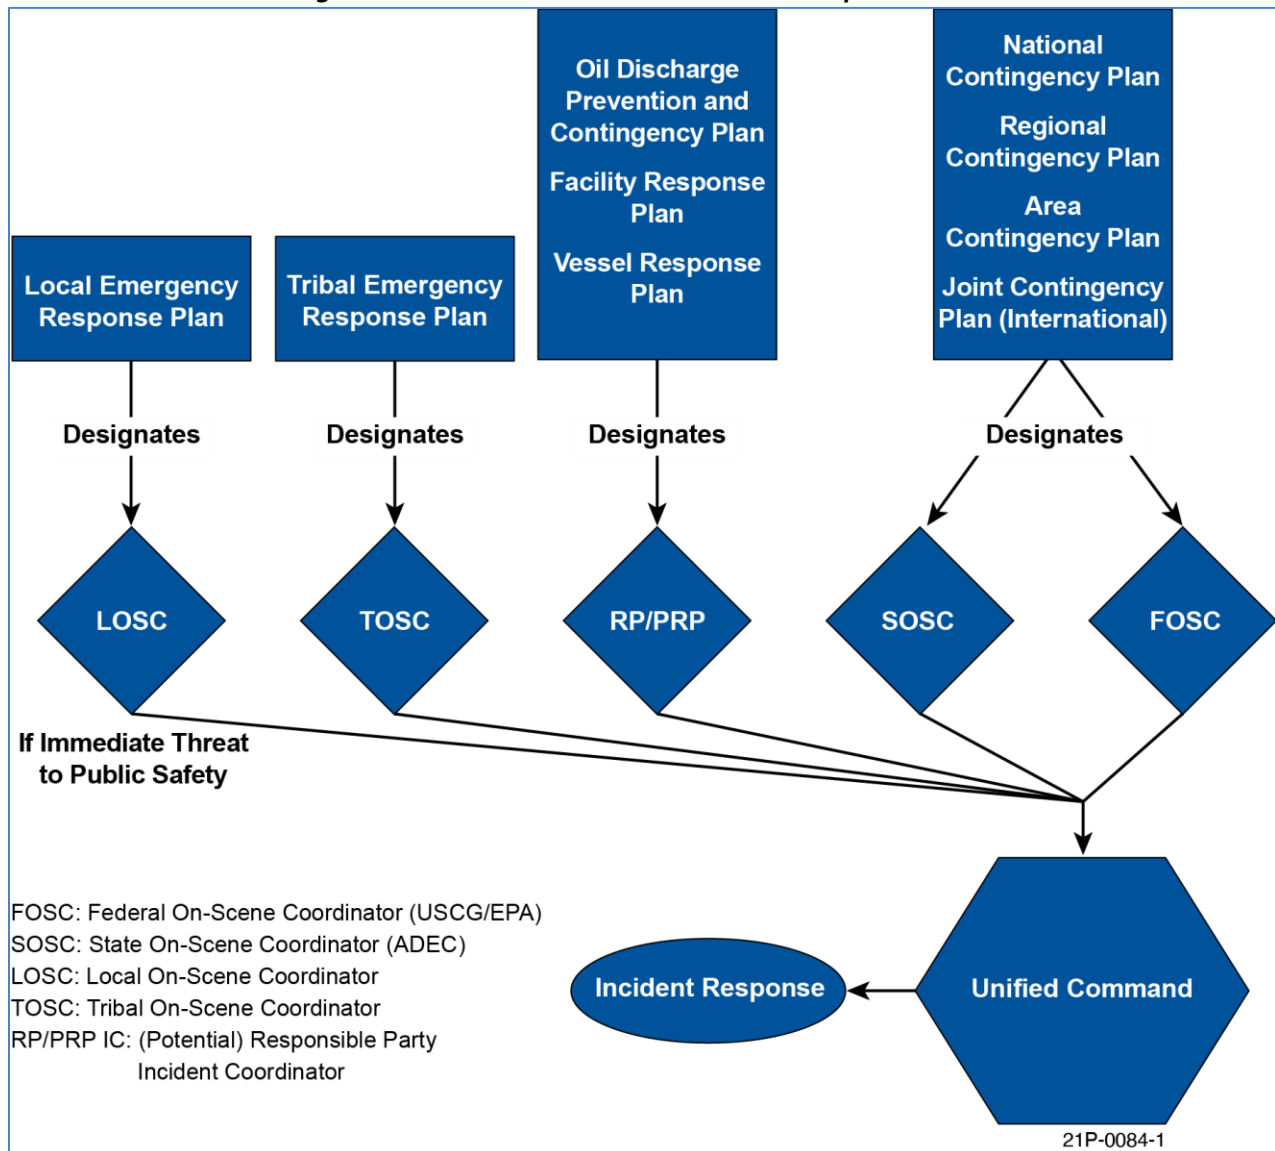 Oil Discharge
Prevention and
Contingency Plan
Facility Response
Plan
Vessel Response
Plan
National
Contingency Plan
Regional
Contingency Plan
Area
Contingency Plan
Joint Contingency
Plan (International)
Local Emergency
Response Plan
Tribal Emergency
Response Plan
Designates
Designates
Designates
Designates
LOSC
TOSC
RP/PRP
SOSC
FOSC
If Immediate Threat
to Public Safety
FOSC: Federal On-Scene Coordinator (USCG/EPA)
SOSC: State On-Scene Coordinator (ADEC)
LOSC: Local On-Scene Coordinator
TOSC: Tribal On-Scene Coordinator
RP/PRP IC: (Potential) Responsible Party
Incident Coordinator
Incident Response
Unified Command
21P-0084-1